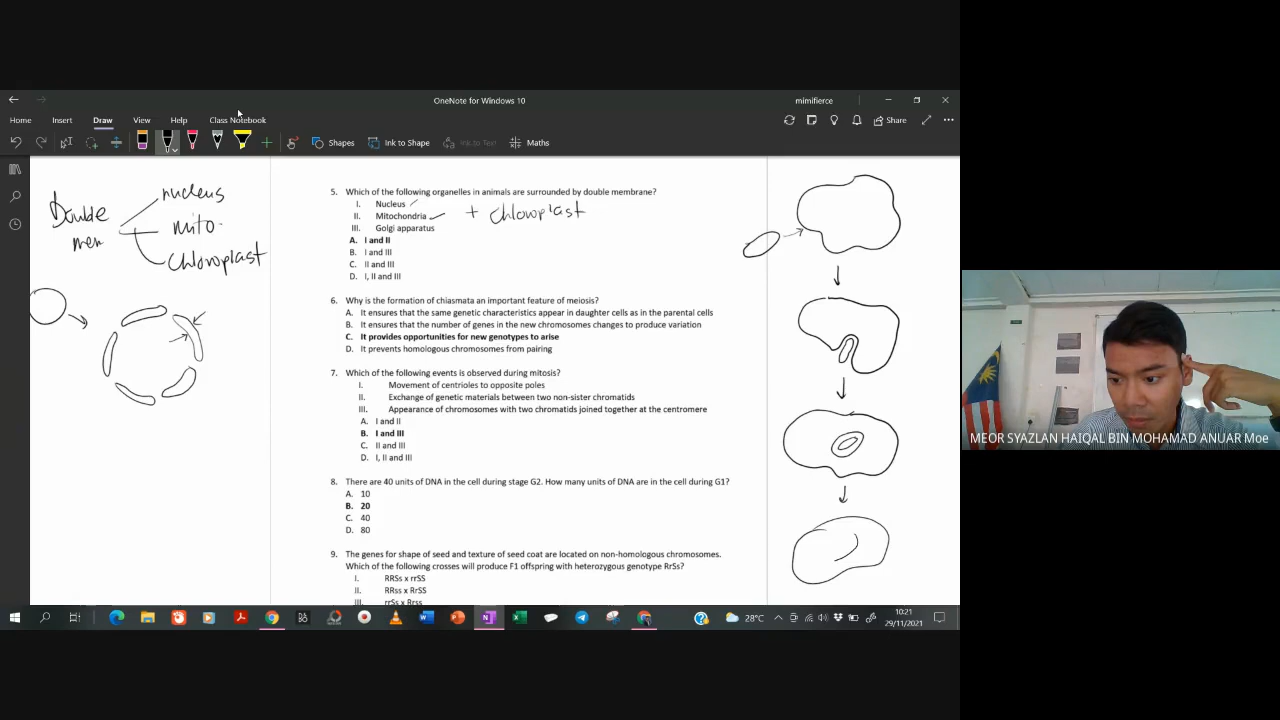 OneNote for Windows 10
mimifierce
Home Insert Draw View Help Class Notebook
Share
Shapes Ink to Shape Ink to Text Maths
Double
mem
nucleus
mito.
chloroplast
5. Which of the following organelles in animals are surrounded by double membrane?
I. Nucleus
II. Mitochondria
+ chloroplast
III. Golgi apparatus
A. I and II
B. I and III
C. II and III
D. I, II and III
6. Why is the formation of chiasmata an important feature of meiosis?
A. It ensures that the same genetic characteristics appear in daughter cells as in the parental cells
B. It ensures that the number of genes in the new chromosomes changes to produce variation
C. It provides opportunities for new genotypes to arise
D. It prevents homologous chromosomes from pairing
7. Which of the following events is observed during mitosis?
I. Movement of centrioles to opposite poles
II. Exchange of genetic materials between two non-sister chromatids
III. Appearance of chromosomes with two chromatids joined together at the centromere
A. I and II
B. I and III
C. II and III
D. I, II and III
8. There are 40 units of DNA in the cell during stage G2. How many units of DNA are in the cell during G1?
A. 10
B. 20
C. 40
D. 80
9. The genes for shape of seed and texture of seed coat are located on non-homologous chromosomes.
Which of the following crosses will produce F1 offspring with heterozygous genotype RrSs?
I. RRSs x rrSS
II. RRss x RrSS
III. rrSs x Rrss
MEOR SYAZLAN HAIQAL BIN MOHAMAD ANUAR Moe
28°C
10:21
29/11/2021